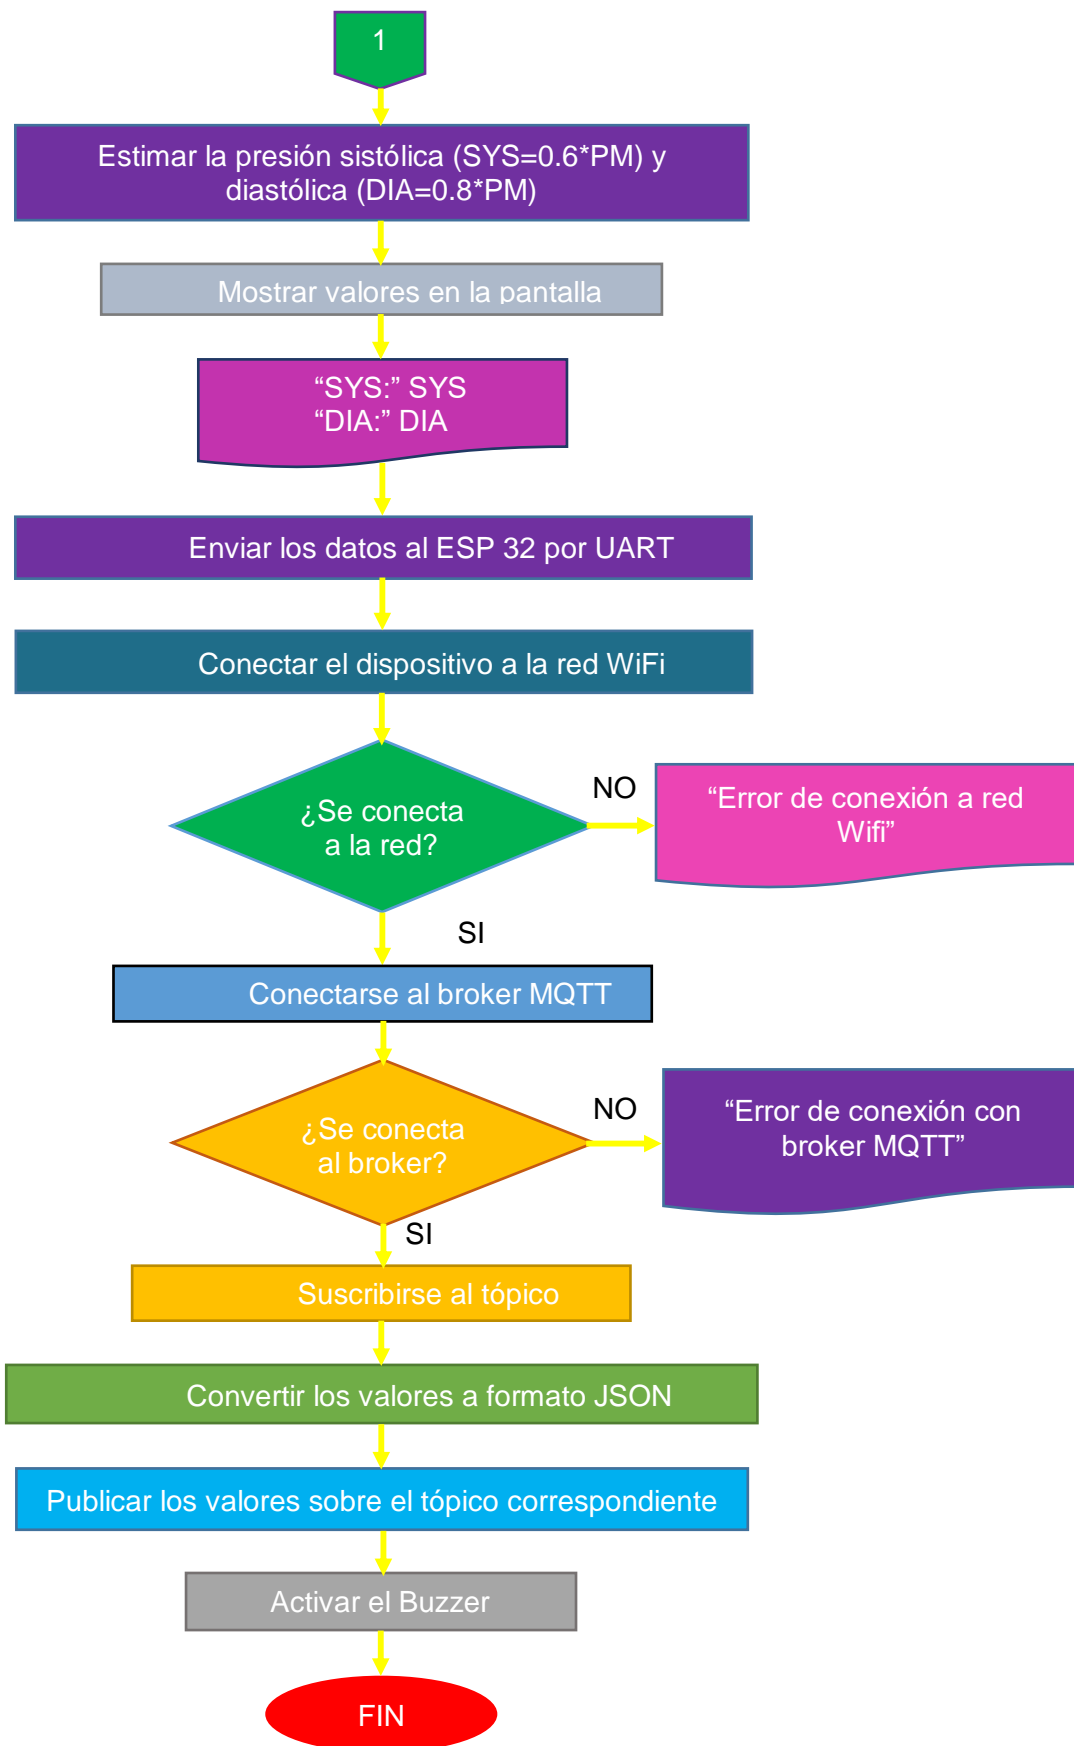 1
Estimar la presión sistólica (SYS=0.6*PM) y
diastólica (DIA=0.8*PM)
Mostrar valores en la pantalla
“SYS:” SYS
“DIA:” DIA
Enviar los datos al ESP 32 por UART
Conectar el dispositivo a la red WiFi
¿Se conecta
a la red?
NO
“Error de conexión a red
Wifi”
SI
Conectarse al broker MQTT
¿Se conecta
al broker?
NO
“Error de conexión con
broker MQTT”
SI
Suscribirse al tópico
Convertir los valores a formato JSON
Publicar los valores sobre el tópico correspondiente
Activar el Buzzer
FIN